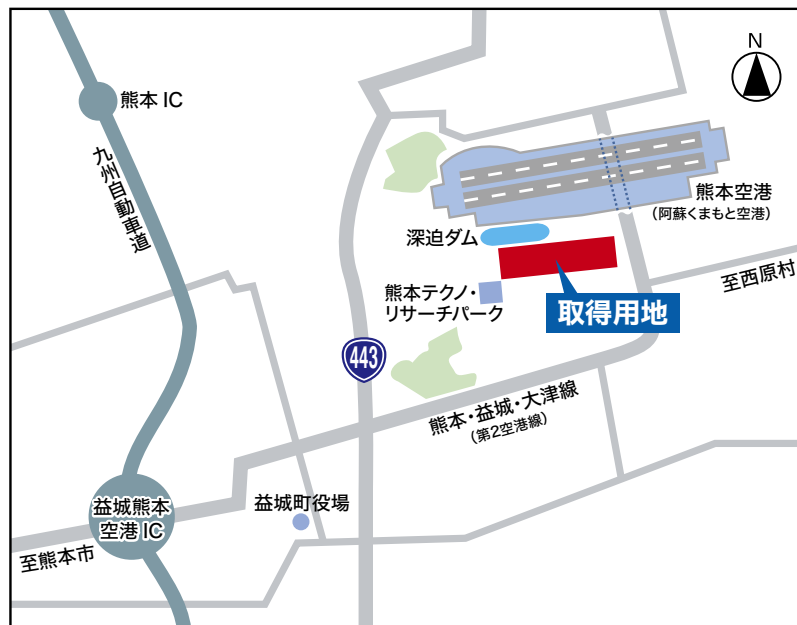 N
熊本 IC
九州自動車道
熊本空港
(阿蘇くまもと空港)
深迫ダム
至西原村
熊本テクノ・
リサーチパーク
取得用地
443
熊本・益城・大津線
(第2空港線)
益城熊本
空港 IC
益城町役場
至熊本市